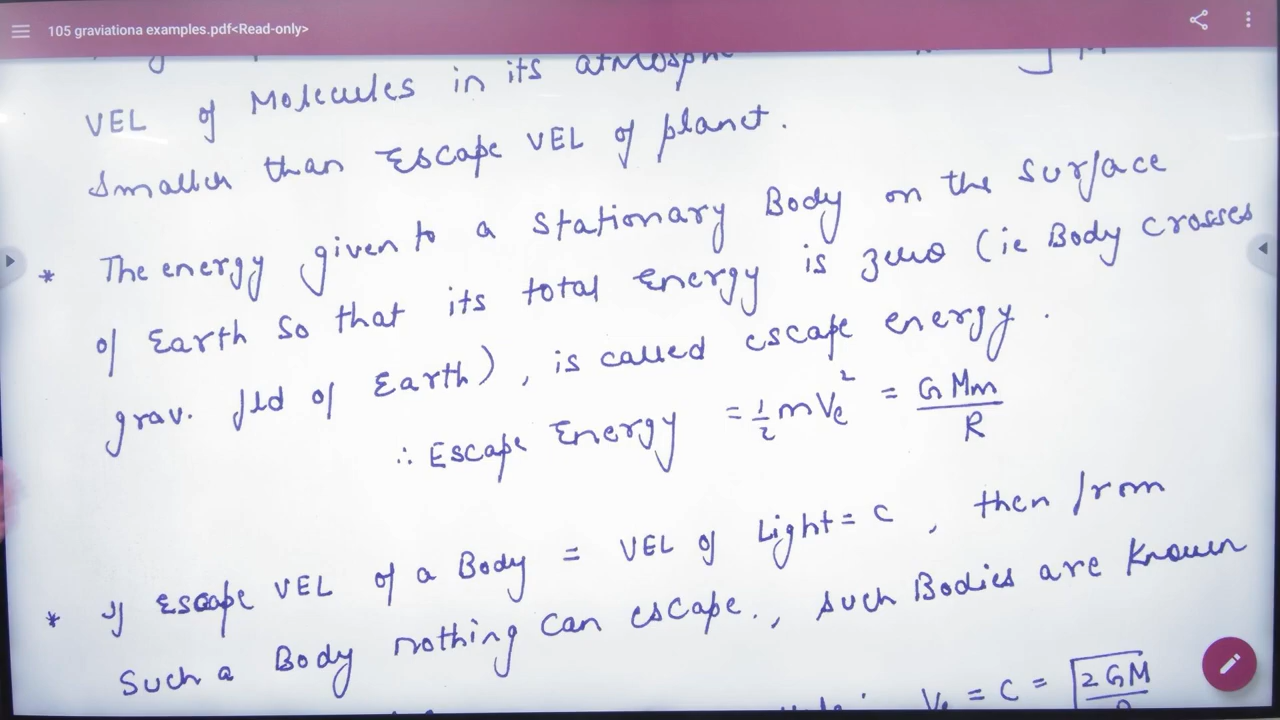 105 graviationa examples.pdf<Read-only>
VEL of Molecules in its
smaller than Escape VEL of planet.
* The energy given to a stationary Body on the surface
of Earth so that its total Energy is zero (ie Body crosses
grav. fld of Earth), is called escape energy.
∴ Escape Energy = 1/2 mVe² = GMm/R
* If Escape VEL of a Body = VEL of Light = c, then from
Such a Body nothing can escape., such Bodies are known
= c = √2GM